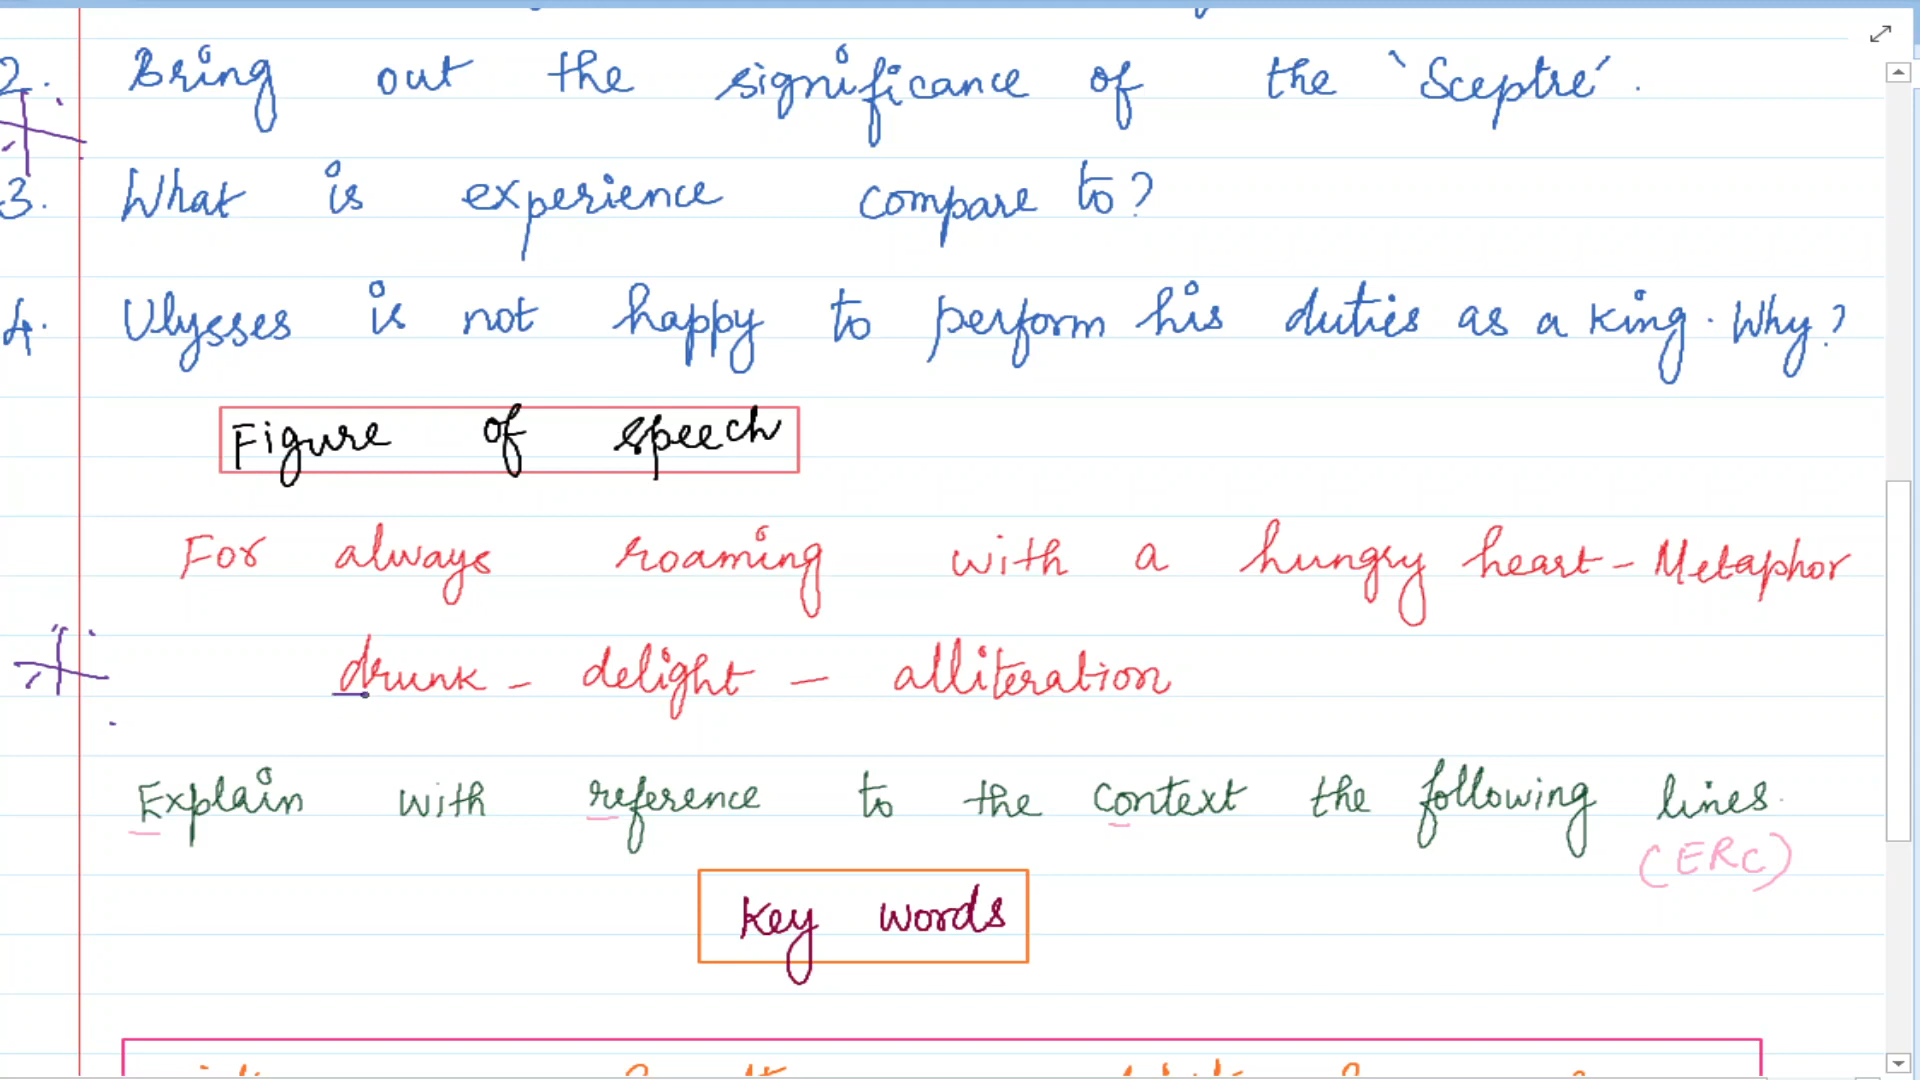 2. Bring out the significance of the 'Sceptre'.
3. What is experience compare to?
4. Ulysses is not happy to perform his duties as a King. Why?
Figure of speech
For always roaming with a hungry heart - Metaphor
drunk - delight - alliteration
Explain with reference to the context the following lines.
(ERC)
Key words